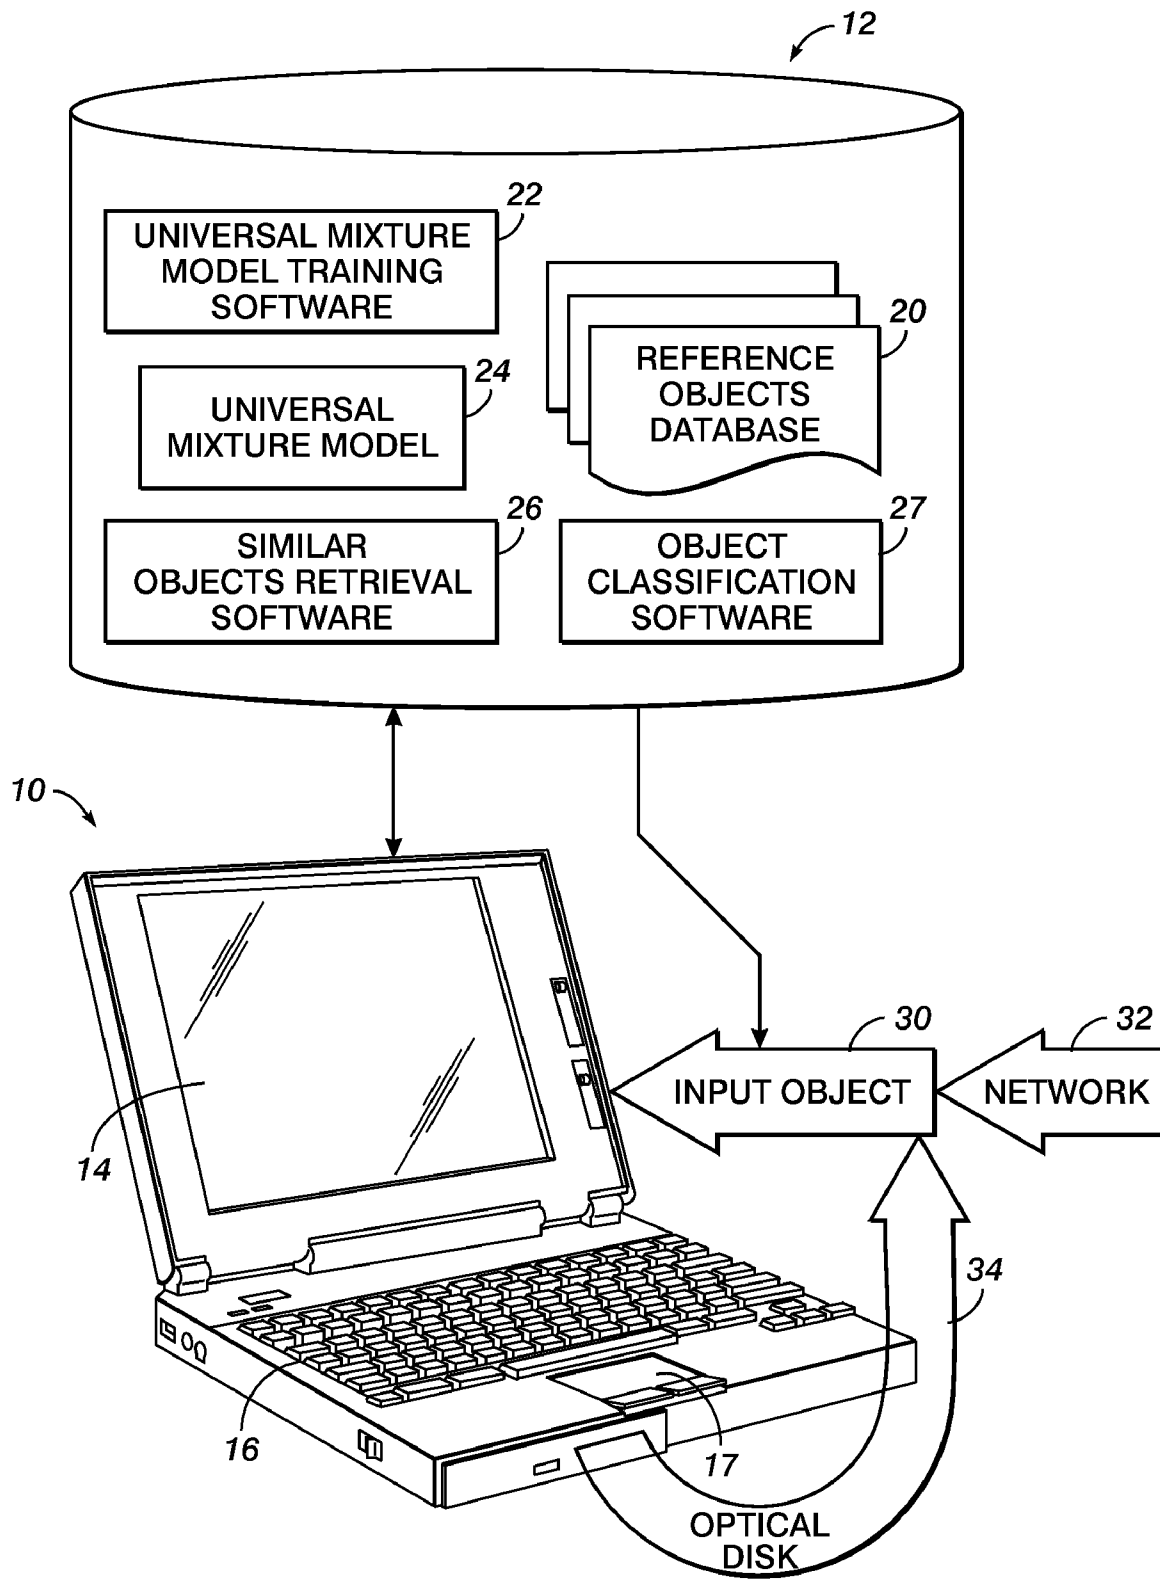 12
22
UNIVERSAL MIXTURE
MODEL TRAINING
SOFTWARE
20
REFERENCE
OBJECTS
DATABASE
24
UNIVERSAL
MIXTURE MODEL
26
SIMILAR
OBJECTS RETRIEVAL
SOFTWARE
27
OBJECT
CLASSIFICATION
SOFTWARE
10
30
INPUT OBJECT
32
NETWORK
14
34
16
17
OPTICAL
DISK